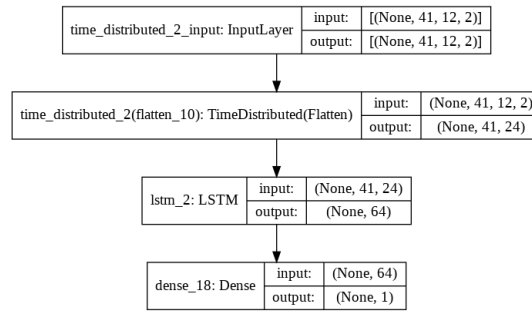 time_distributed_2_input: InputLayer
input: [(None, 41, 12, 2)]
output: [(None, 41, 12, 2)]
time_distributed_2(flatten_10): TimeDistributed(Flatten)
input: (None, 41, 12, 2)
output: (None, 41, 24)
lstm_2: LSTM
input: (None, 41, 24)
output: (None, 64)
dense_18: Dense
input: (None, 64)
output: (None, 1)